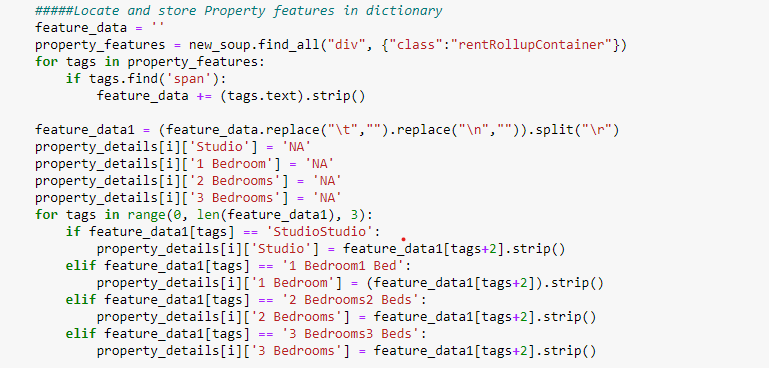 #####Locate and store Property features in dictionary
feature_data = ''
property_features = new_soup.find_all("div", {"class":"rentRollupContainer"})
for tags in property_features:
    if tags.find('span'):
        feature_data += (tags.text).strip()

feature_data1 = (feature_data.replace("\t","").replace("\n","")).split("\r")
property_details[i]['Studio'] = 'NA'
property_details[i]['1 Bedroom'] = 'NA'
property_details[i]['2 Bedrooms'] = 'NA'
property_details[i]['3 Bedrooms'] = 'NA'
for tags in range(0, len(feature_data1), 3):
    if feature_data1[tags] == 'StudioStudio':
        property_details[i]['Studio'] = feature_data1[tags+2].strip()
    elif feature_data1[tags] == '1 Bedroom1 Bed':
        property_details[i]['1 Bedroom'] = (feature_data1[tags+2]).strip()
    elif feature_data1[tags] == '2 Bedrooms2 Beds':
        property_details[i]['2 Bedrooms'] = feature_data1[tags+2].strip()
    elif feature_data1[tags] == '3 Bedrooms3 Beds':
        property_details[i]['3 Bedrooms'] = feature_data1[tags+2].strip()